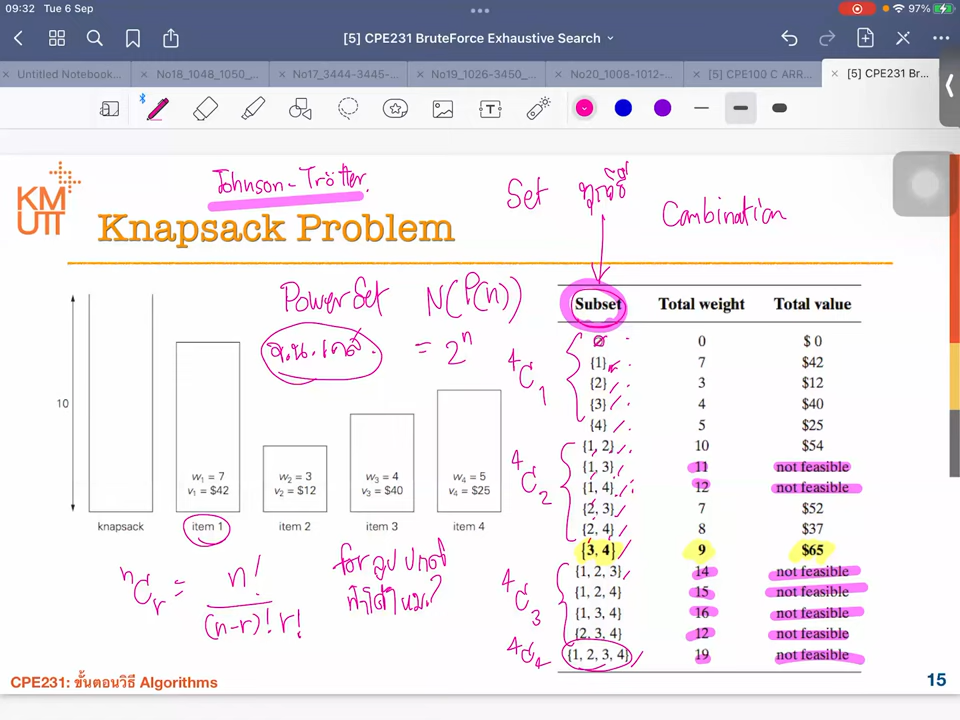 09:32 Tue 6 Sep
97%
[5] CPE231 BruteForce Exhaustive Search
Untitled Notebook...
No18_1048_1050_...
No17_3444-3445-...
No19_1026-3450_...
No20_1008-1012-...
[5] CPE100 C ARR...
[5] CPE231 Br...
KM
UTT
Johnson-Trotter.
Set
Combination
Knapsack Problem
PowerSet N(P(n))
= 2^n
10
knapsack
w1 = 7
v1 = $42
item 1
w2 = 3
v2 = $12
item 2
w3 = 4
v3 = $40
item 3
w4 = 5
v4 = $25
item 4
nCr = n! / (n-r)! r!
for
4C1
4C2
4C3
4C4
Subset Total weight Total value
∅ 0 $ 0
{1} 7 $42
{2} 3 $12
{3} 4 $40
{4} 5 $25
{1, 2} 10 $54
{1, 3} 11 not feasible
{1, 4} 12 not feasible
{2, 3} 7 $52
{2, 4} 8 $37
{3, 4} 9 $65
{1, 2, 3} 14 not feasible
{1, 2, 4} 15 not feasible
{1, 3, 4} 16 not feasible
{2, 3, 4} 12 not feasible
{1, 2, 3, 4} 19 not feasible
CPE231: ขั้นตอนวิธี Algorithms
15